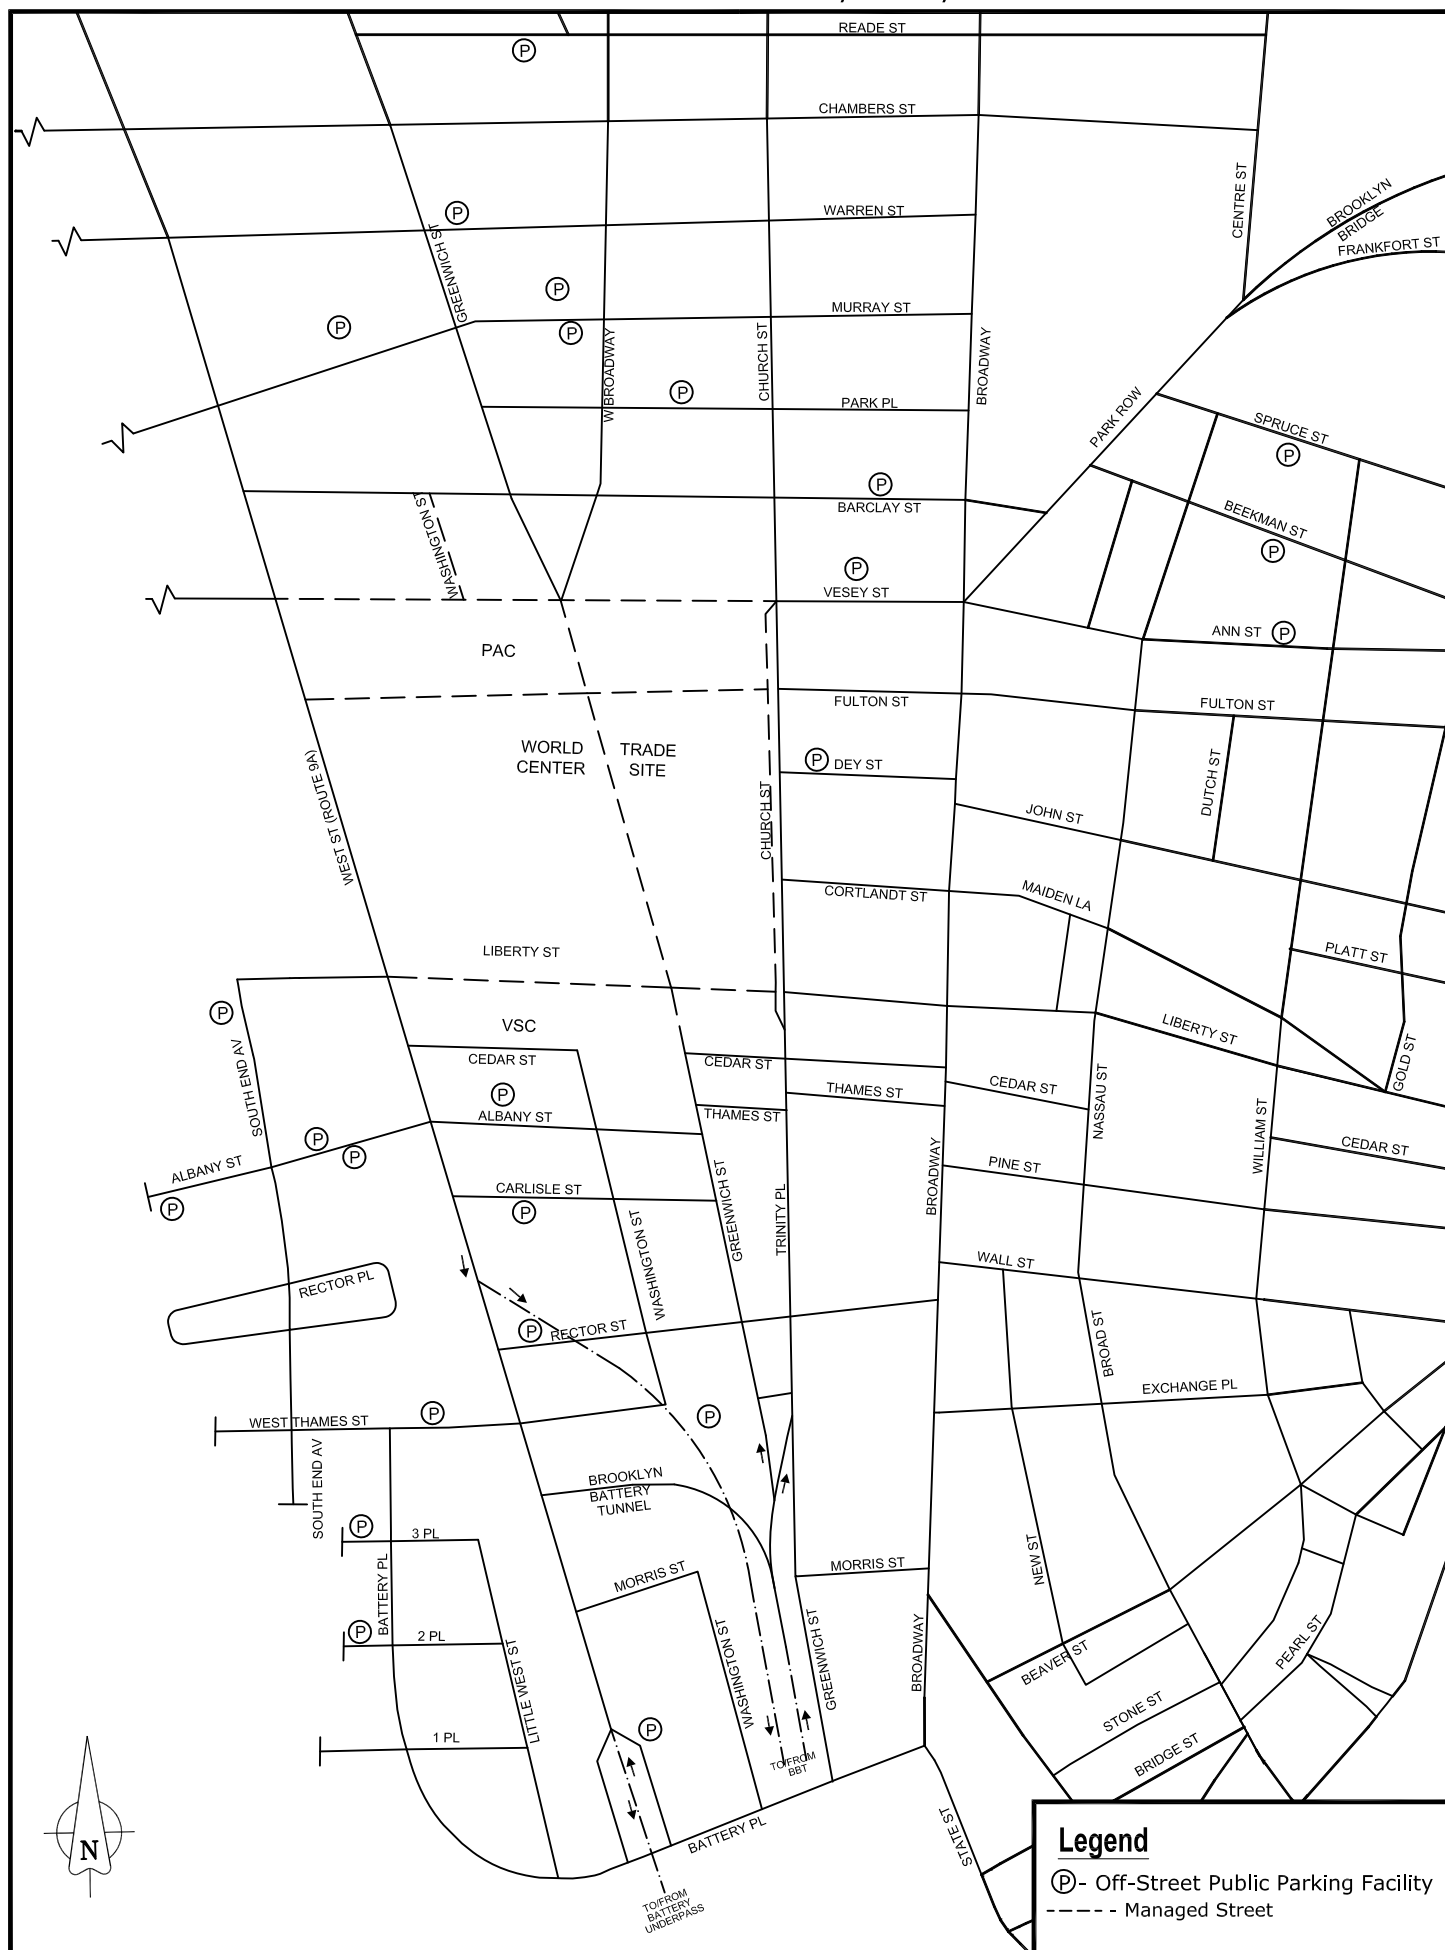 READE ST
P
CHAMBERS ST
CENTRE ST
BROOKLYN
BRIDGE
FRANKFORT ST
P
WARREN ST
GREENWICH ST
P
MURRAY ST
P
P
W BROADWAY
CHURCH ST
BROADWAY
P
PARK PL
PARK ROW
SPRUCE ST
P
P
BARCLAY ST
WASHINGTON ST
BEEKMAN ST
P
P
VESEY ST
ANN ST
P
PAC
FULTON ST
FULTON ST
WORLD
CENTER
TRADE
SITE
P
DEY ST
WEST ST (ROUTE 9A)
CHURCH ST
DUTCH ST
JOHN ST
CORTLANDT ST
MAIDEN LA
LIBERTY ST
PLATT ST
P
VSC
LIBERTY ST
SOUTH END AV
CEDAR ST
CEDAR ST
CEDAR ST
GOLD ST
P
THAMES ST
NASSAU ST
ALBANY ST
THAMES ST
WILLIAM ST
P
P
ALBANY ST
CEDAR ST
P
CARLISLE ST
P
PINE ST
BROADWAY
GREENWICH ST
TRINITY PL
WASHINGTON ST
WALL ST
RECTOR PL
P
RECTOR ST
BROAD ST
EXCHANGE PL
WEST THAMES ST
P
P
SOUTH END AV
BROOKLYN
BATTERY
TUNNEL
P
3 PL
BATTERY PL
MORRIS ST
MORRIS ST
NEW ST
P
2 PL
LITTLE WEST ST
WASHINGTON ST
GREENWICH ST
BROADWAY
BEAVER ST
PEARL ST
STONE ST
1 PL
P
TO/FROM
BBT
BRIDGE ST
BATTERY PL
STATE ST
N
TO/FROM
BATTERY
UNDERPASS
Legend
P - Off-Street Public Parking Facility
- Managed Street